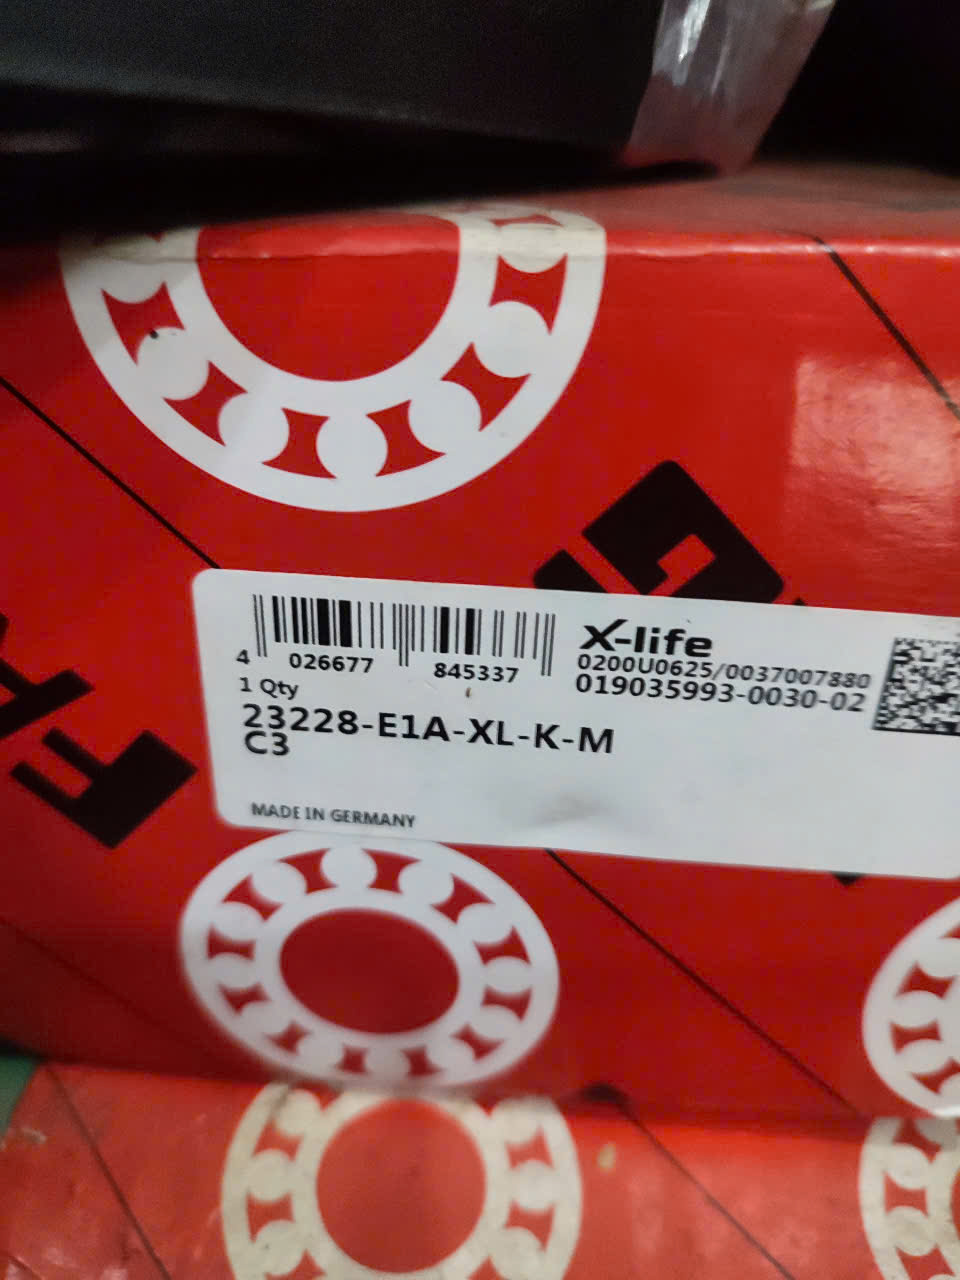 X-life
0200U0625/0037007880
019035993-0030-02
4 026677 845337
1 Qty
23228-E1A-XL-K-M
C3
MADE IN GERMANY